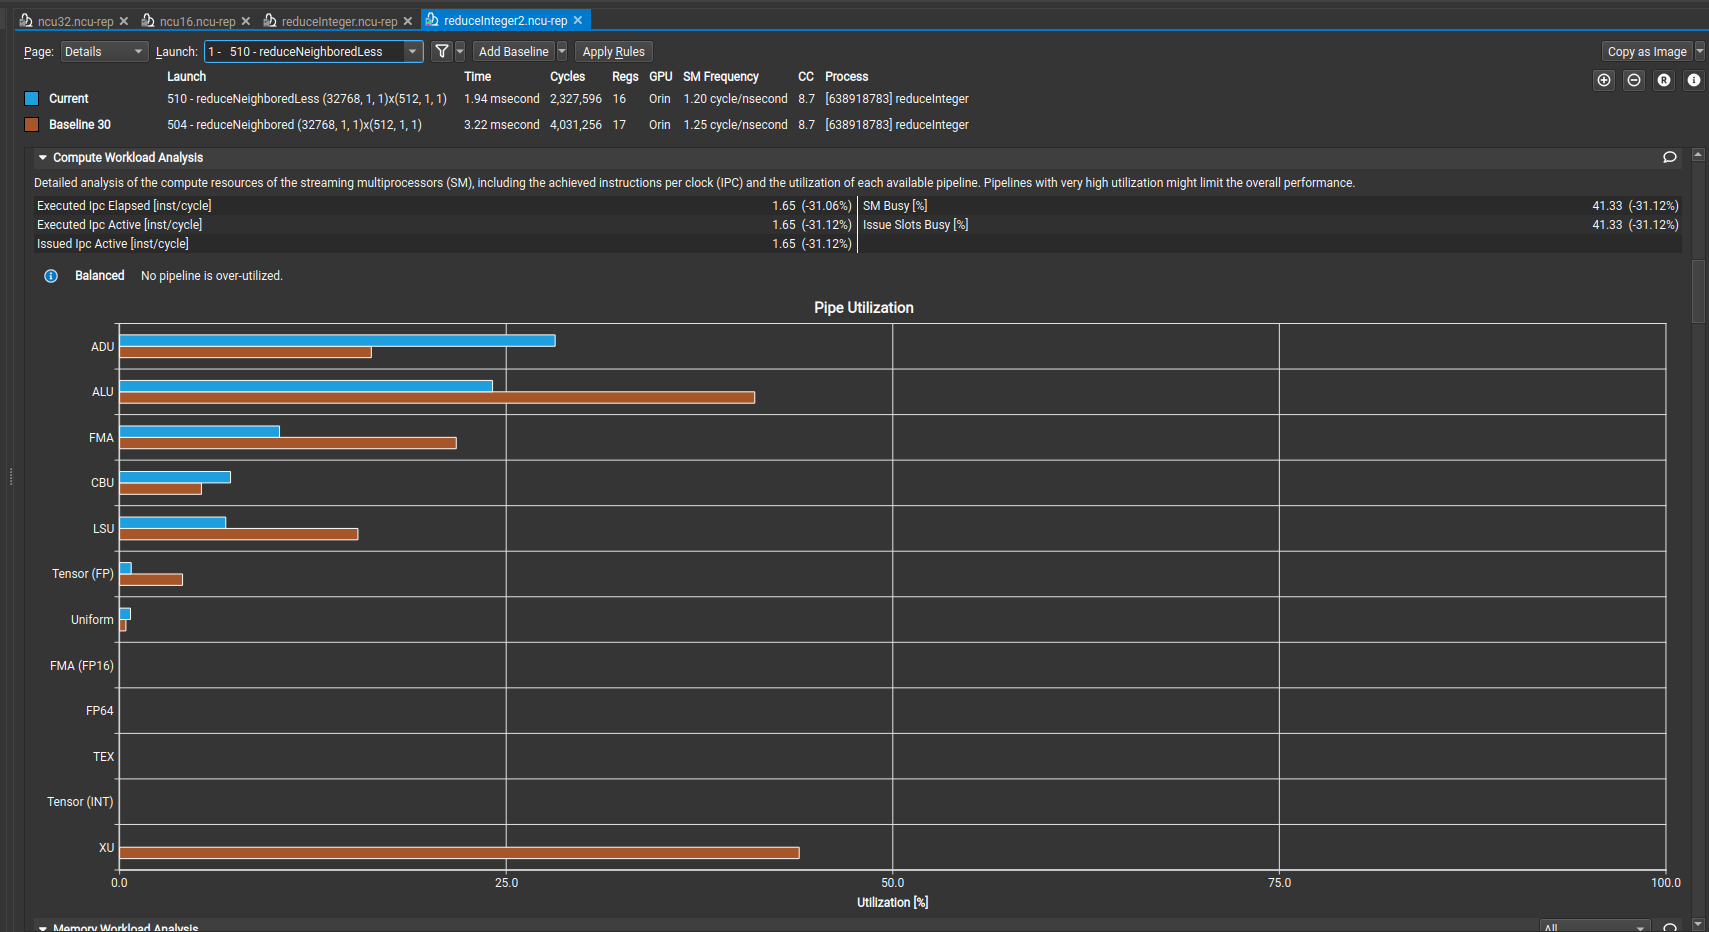 ncu32.ncu-rep ncu16.ncu-rep reduceInteger.ncu-rep reduceInteger2.ncu-rep
Page: Details Launch: 1 - 510 - reduceNeighboredLess Add Baseline Apply Rules Copy as Image
Launch Time Cycles Regs GPU SM Frequency CC Process
Current 510 - reduceNeighboredLess (32768, 1, 1)x(512, 1, 1) 1.94 msecond 2,327,596 16 Orin 1.20 cycle/nsecond 8.7 [638918783] reduceInteger
Baseline 30 504 - reduceNeighbored (32768, 1, 1)x(512, 1, 1) 3.22 msecond 4,031,256 17 Orin 1.25 cycle/nsecond 8.7 [638918783] reduceInteger
Compute Workload Analysis
Detailed analysis of the compute resources of the streaming multiprocessors (SM), including the achieved instructions per clock (IPC) and the utilization of each available pipeline. Pipelines with very high utilization might limit the overall performance.
Executed Ipc Elapsed [inst/cycle] 1.65 (-31.06%) SM Busy [%] 41.33 (-31.12%)
Executed Ipc Active [inst/cycle] 1.65 (-31.12%) Issue Slots Busy [%] 41.33 (-31.12%)
Issued Ipc Active [inst/cycle] 1.65 (-31.12%)
Balanced No pipeline is over-utilized.
Pipe Utilization
ADU
ALU
FMA
CBU
LSU
Tensor (FP)
Uniform
FMA (FP16)
FP64
TEX
Tensor (INT)
XU
0.0 25.0 50.0 75.0 100.0
Utilization [%]
Memory Workload Analysis All